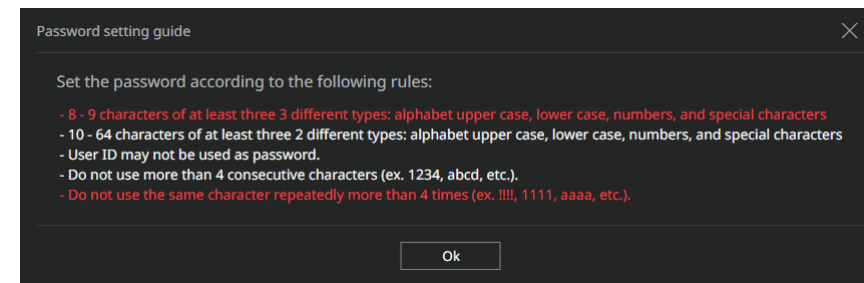 Password setting guide
Set the password according to the following rules:
- 8 - 9 characters of at least three 3 different types: alphabet upper case, lower case, numbers, and special characters
- 10 - 64 characters of at least three 2 different types: alphabet upper case, lower case, numbers, and special characters
- User ID may not be used as password.
- Do not use more than 4 consecutive characters (ex. 1234, abcd, etc.).
- Do not use the same character repeatedly more than 4 times (ex. !!!!, 1111, aaaa, etc.).
Ok